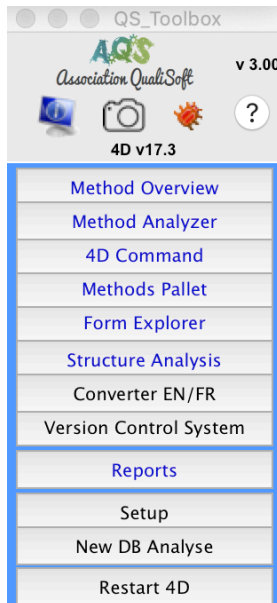 QS_Toolbox
AQS
Association QualiSoft
v 3.00
?
4D v17.3
Method Overview
Method Analyzer
4D Command
Methods Pallet
Form Explorer
Structure Analysis
Converter EN/FR
Version Control System
Reports
Setup
New DB Analyse
Restart 4D